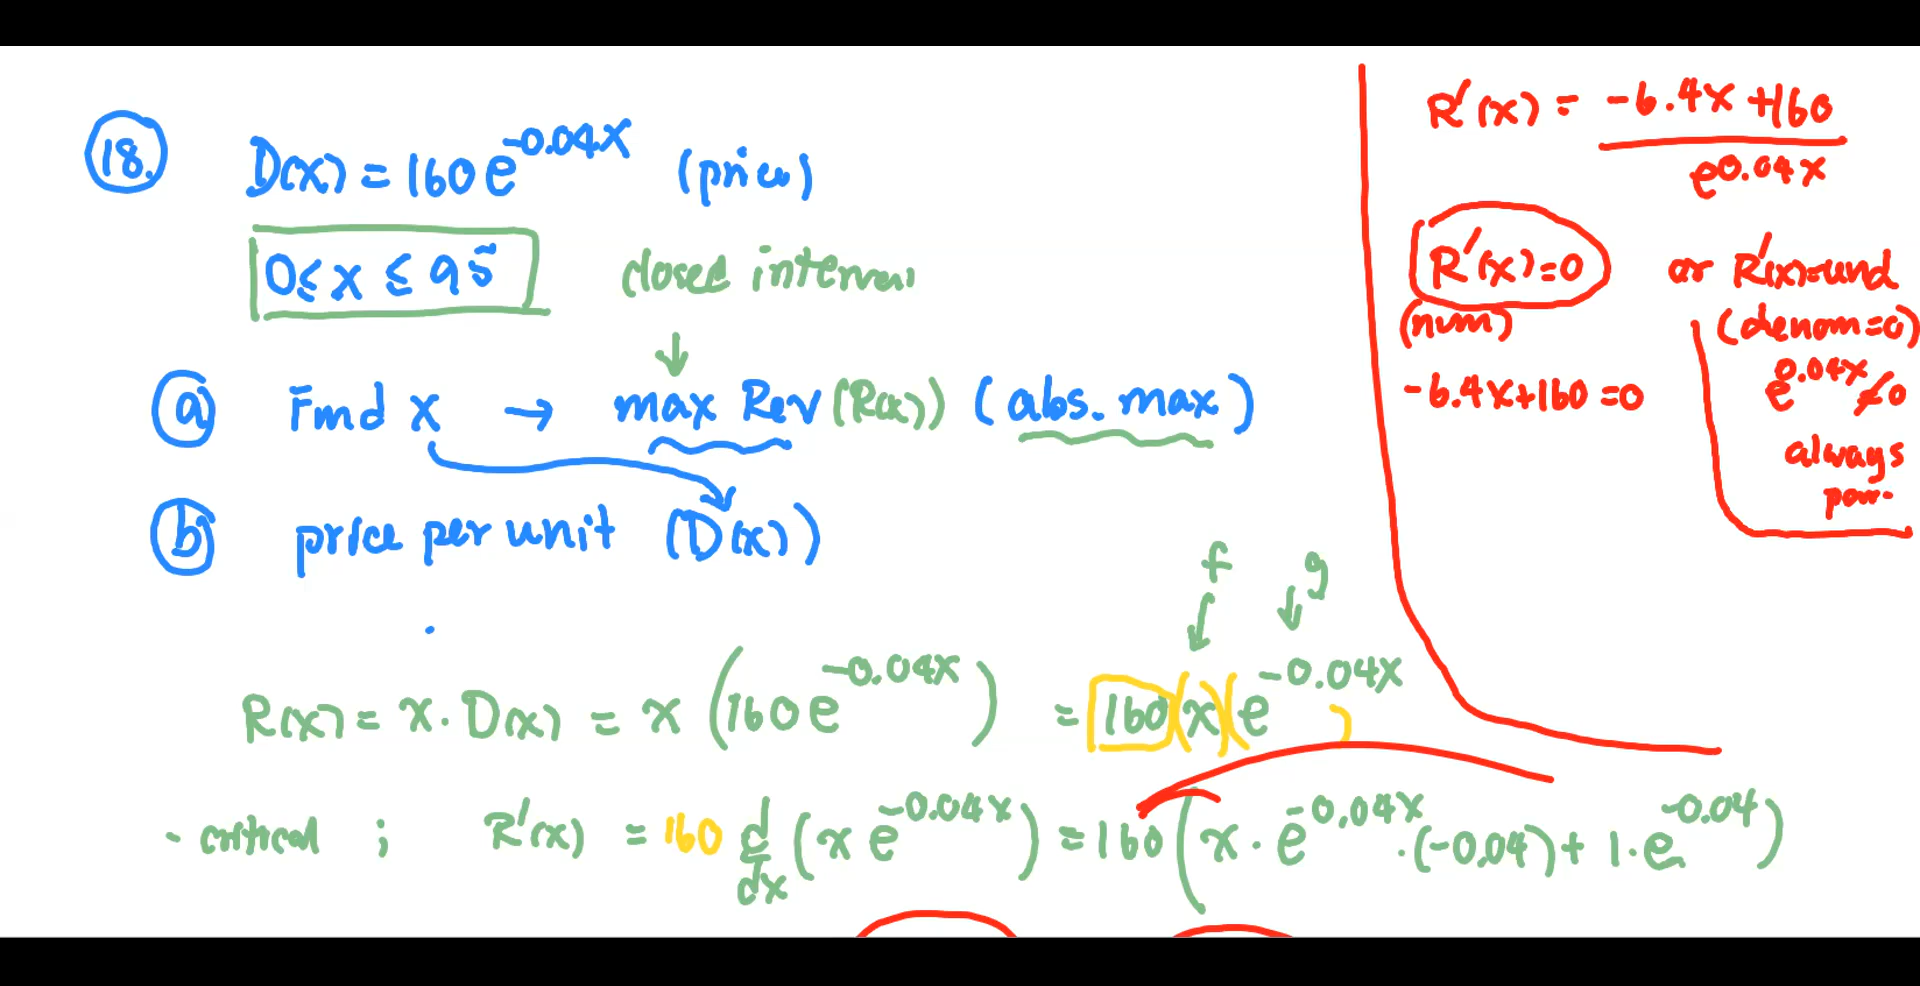 18. D(x) = 160e^{-0.04x} (price)
0 ≤ x ≤ 95 closed interval
a Find x → max Rev (R(x)) (abs. max)
b price per unit (D(x))
f g
R(x) = x · D(x) = x (160e^{-0.04x}) = 160(x)(e^{-0.04x})
- critical ; R'(x) = 160 d/dx (x e^{-0.04x}) = 160 (x · e^{-0.04x} · (-0.04) + 1 · e^{-0.04})
R'(x) = (-6.4x + 160)/e^{0.04x}
R'(x) = 0 or R'(x) = und
(num) (denom = 0)
-6.4x + 160 = 0 e^{0.04x} ≠ 0
always